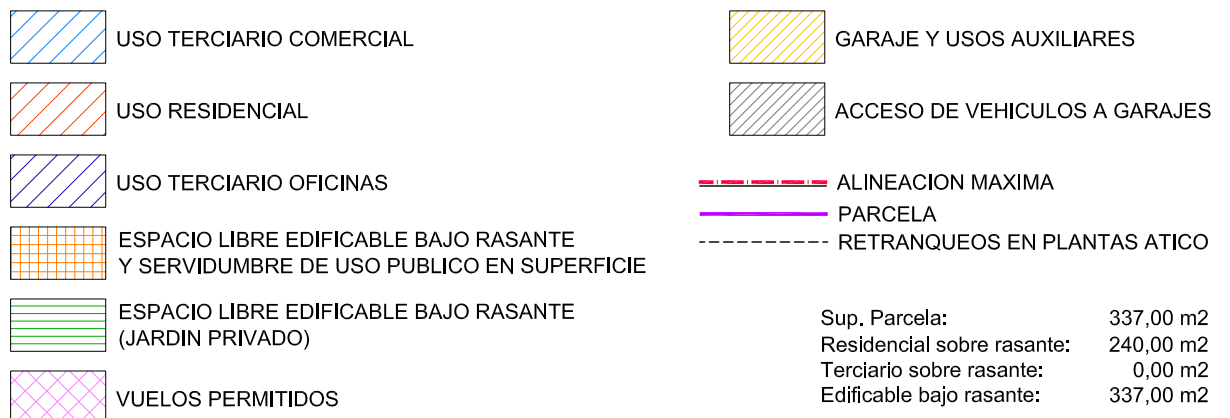 USO TERCIARIO COMERCIAL
USO RESIDENCIAL
USO TERCIARIO OFICINAS
ESPACIO LIBRE EDIFICABLE BAJO RASANTE
Y SERVIDUMBRE DE USO PUBLICO EN SUPERFICIE
ESPACIO LIBRE EDIFICABLE BAJO RASANTE
(JARDIN PRIVADO)
VUELOS PERMITIDOS
GARAJE Y USOS AUXILIARES
ACCESO DE VEHICULOS A GARAJES
ALINEACION MAXIMA
PARCELA
RETRANQUEOS EN PLANTAS ATICO
Sup. Parcela: 337,00 m2
Residencial sobre rasante: 240,00 m2
Terciario sobre rasante: 0,00 m2
Edificable bajo rasante: 337,00 m2